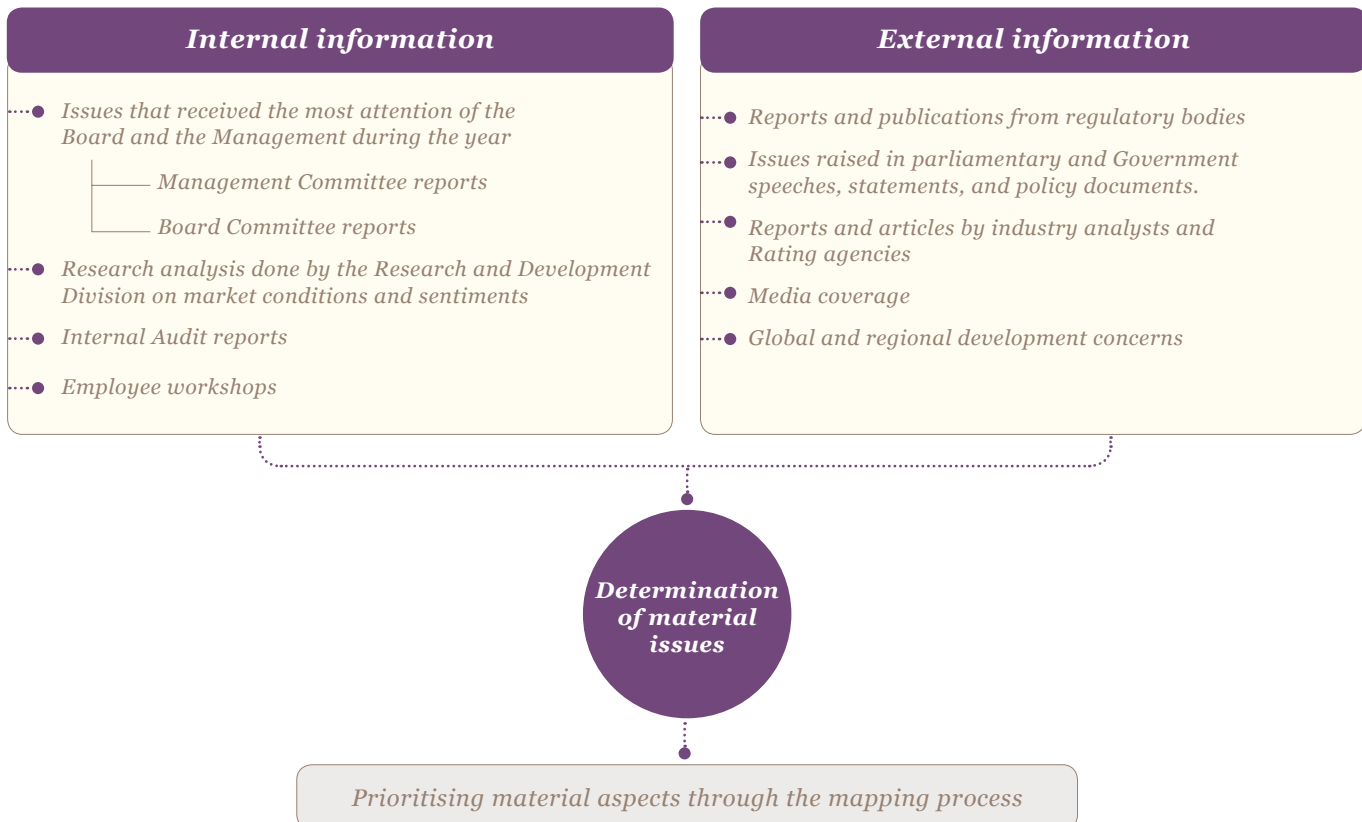 Internal information
Issues that received the most attention of the
Board and the Management during the year
Management Committee reports
Board Committee reports
Research analysis done by the Research and Development
Division on market conditions and sentiments
Internal Audit reports
Employee workshops
External information
Reports and publications from regulatory bodies
Issues raised in parliamentary and Government
speeches, statements, and policy documents.
Reports and articles by industry analysts and
Rating agencies
Media coverage
Global and regional development concerns
Determination
of material
issues
Prioritising material aspects through the mapping process